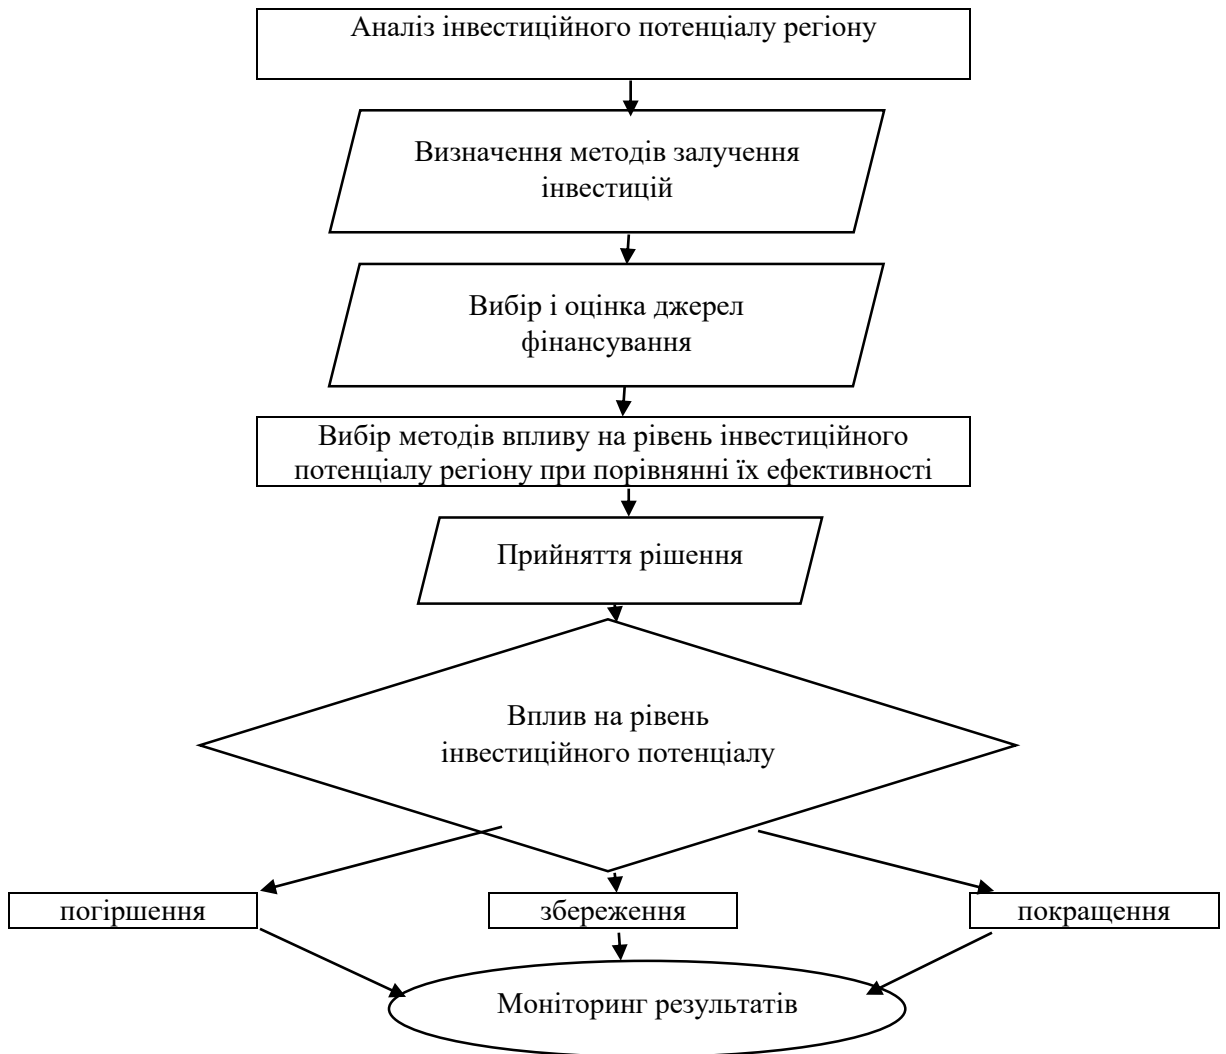 Аналіз інвестиційного потенціалу регіону
Визначення методів залучення
інвестицій
Вибір і оцінка джерел
фінансування
Вибір методів впливу на рівень інвестиційного
потенціалу регіону при порівнянні їх ефективності
Прийняття рішення
Вплив на рівень
інвестиційного потенціалу
погіршення
збереження
покращення
Моніторинг результатів